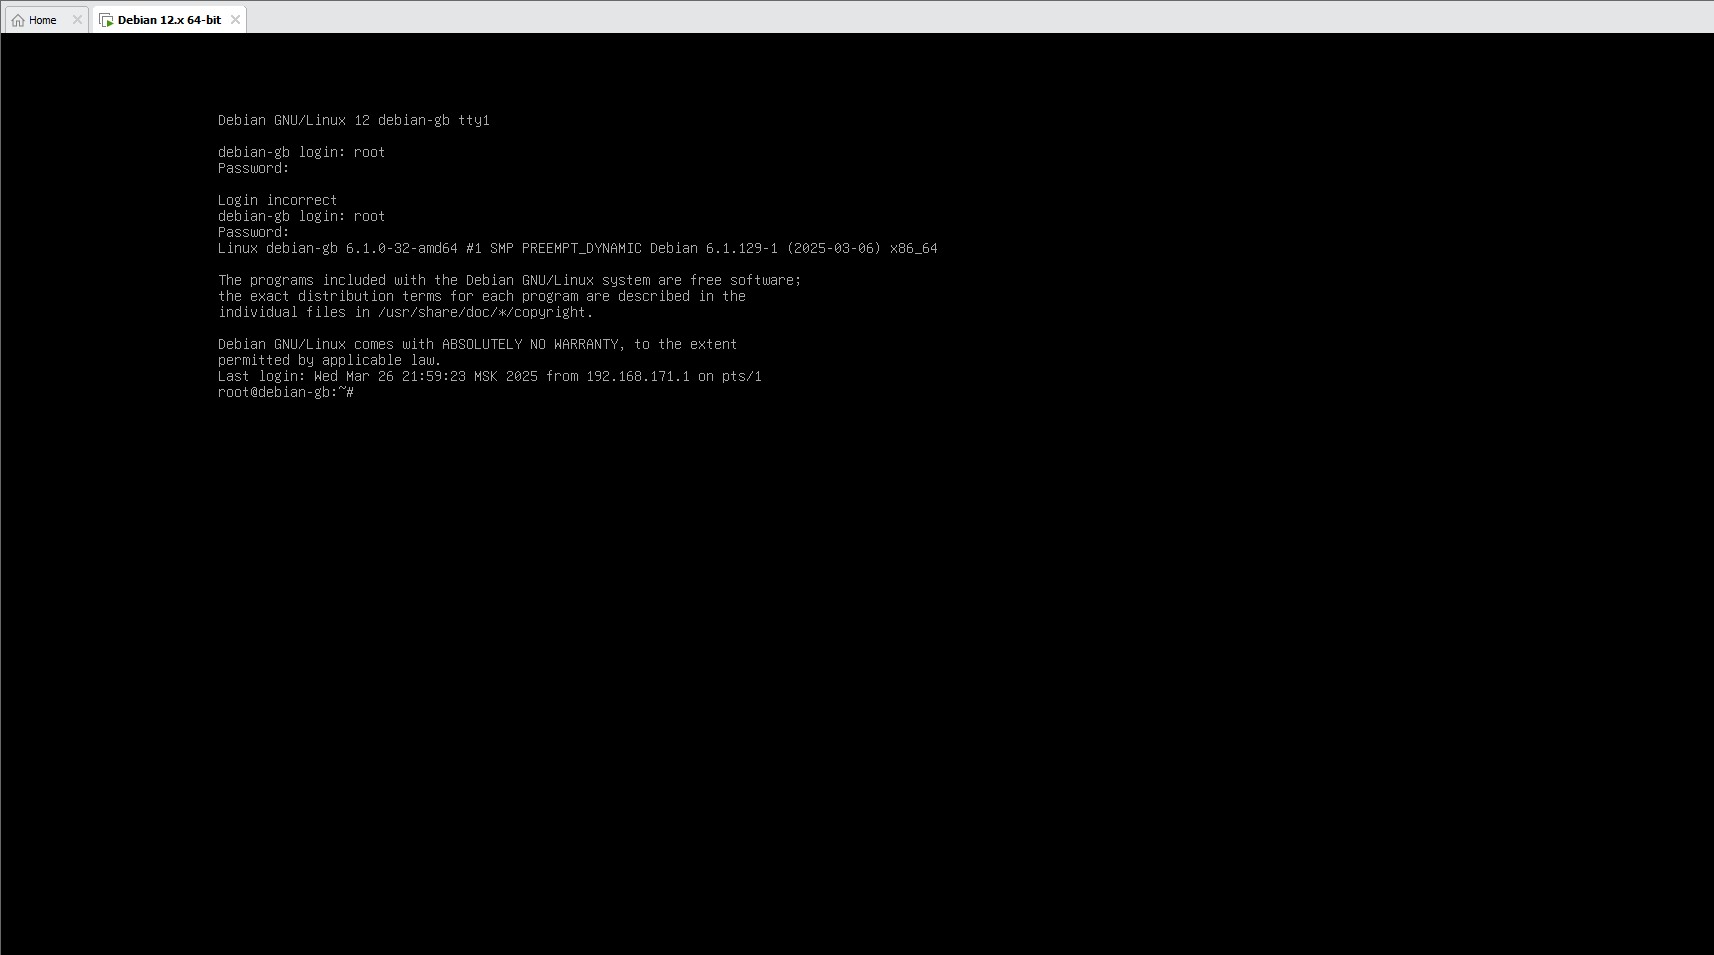 Home
Debian 12.x 64-bit
Debian GNU/Linux 12 debian-gb tty1
debian-gb login: root
Password:
Login incorrect
debian-gb login: root
Password:
Linux debian-gb 6.1.0-32-amd64 #1 SMP PREEMPT_DYNAMIC Debian 6.1.129-1 (2025-03-06) x86_64
The programs included with the Debian GNU/Linux system are free software;
the exact distribution terms for each program are described in the
individual files in /usr/share/doc/*/copyright.
Debian GNU/Linux comes with ABSOLUTELY NO WARRANTY, to the extent
permitted by applicable law.
Last login: Wed Mar 26 21:59:23 MSK 2025 from 192.168.171.1 on pts/1
root@debian-gb:~#